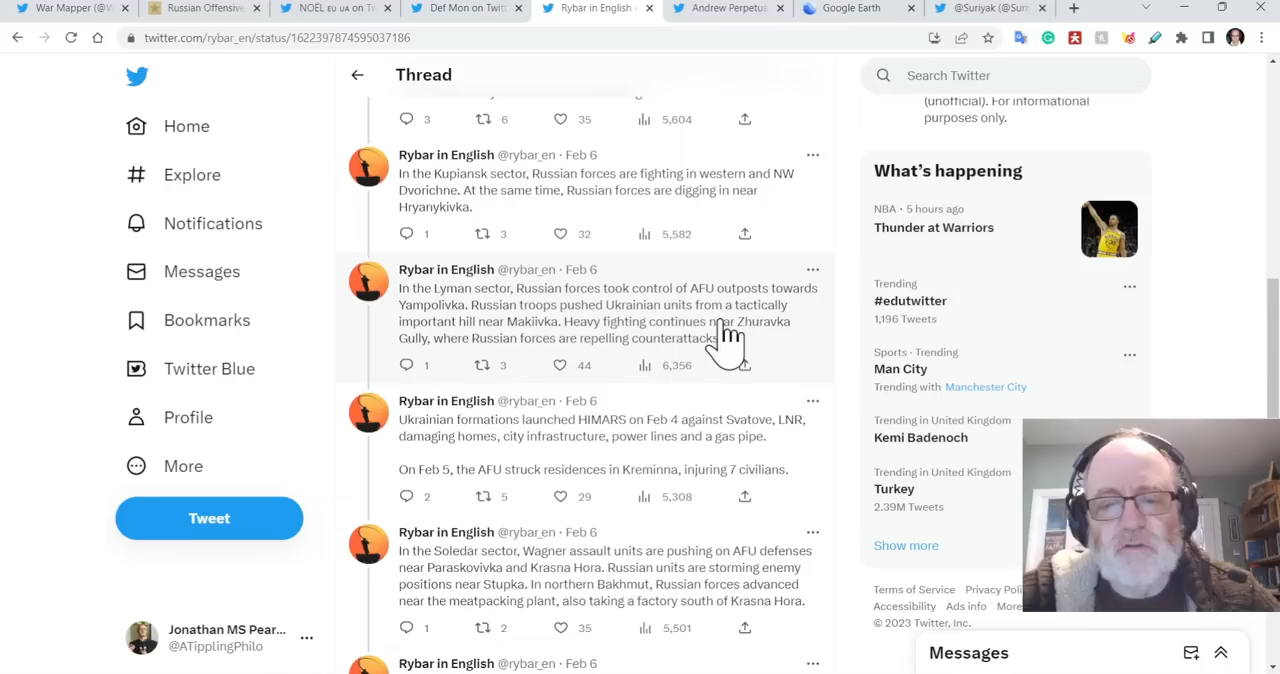 War Mapper (@V
Russian Offensive
NOËL EU UA on Tw
Def Mon on Twitte
Rybar in English o
Andrew Perpetua
Google Earth
@Suriyak (@Suriy
twitter.com/rybar_en/status/1622397874595037186
Home
Explore
Notifications
Messages
Bookmarks
Twitter Blue
Profile
More
Tweet
Jonathan MS Pear...
@ATipplingPhilo
Thread
3 6 35 5,604
Rybar in English @rybar_en · Feb 6
In the Kupiansk sector, Russian forces are fighting in western and NW
Dvorichne. At the same time, Russian forces are digging in near
Hryanykivka.
1 3 32 5,582
Rybar in English @rybar_en · Feb 6
In the Lyman sector, Russian forces took control of AFU outposts towards
Yampolivka. Russian troops pushed Ukrainian units from a tactically
important hill near Makiivka. Heavy fighting continues near Zhuravka
Gully, where Russian forces are repelling counterattacks
1 3 44 6,356
Rybar in English @rybar_en · Feb 6
Ukrainian formations launched HIMARS on Feb 4 against Svatove, LNR,
damaging homes, city infrastructure, power lines and a gas pipe.
On Feb 5, the AFU struck residences in Kreminna, injuring 7 civilians.
2 5 29 5,308
Rybar in English @rybar_en · Feb 6
In the Soledar sector, Wagner assault units are pushing on AFU defenses
near Paraskovivka and Krasna Hora. Russian units are storming enemy
positions near Stupka. In northern Bakhmut, Russian forces advanced
near the meatpacking plant, also taking a factory south of Krasna Hora.
1 2 35 5,501
Rybar in English @rybar_en · Feb 6
Search Twitter
(unofficial). For informational
purposes only.
What's happening
NBA · 5 hours ago
Thunder at Warriors
Trending
#edutwitter
1,196 Tweets
Sports · Trending
Man City
Trending with Manchester City
Trending in United Kingdom
Kemi Badenoch
Trending in United Kingdom
Turkey
2.39M Tweets
Show more
Terms of Service Privacy Poli
Accessibility Ads info More
© 2023 Twitter, Inc.
Messages